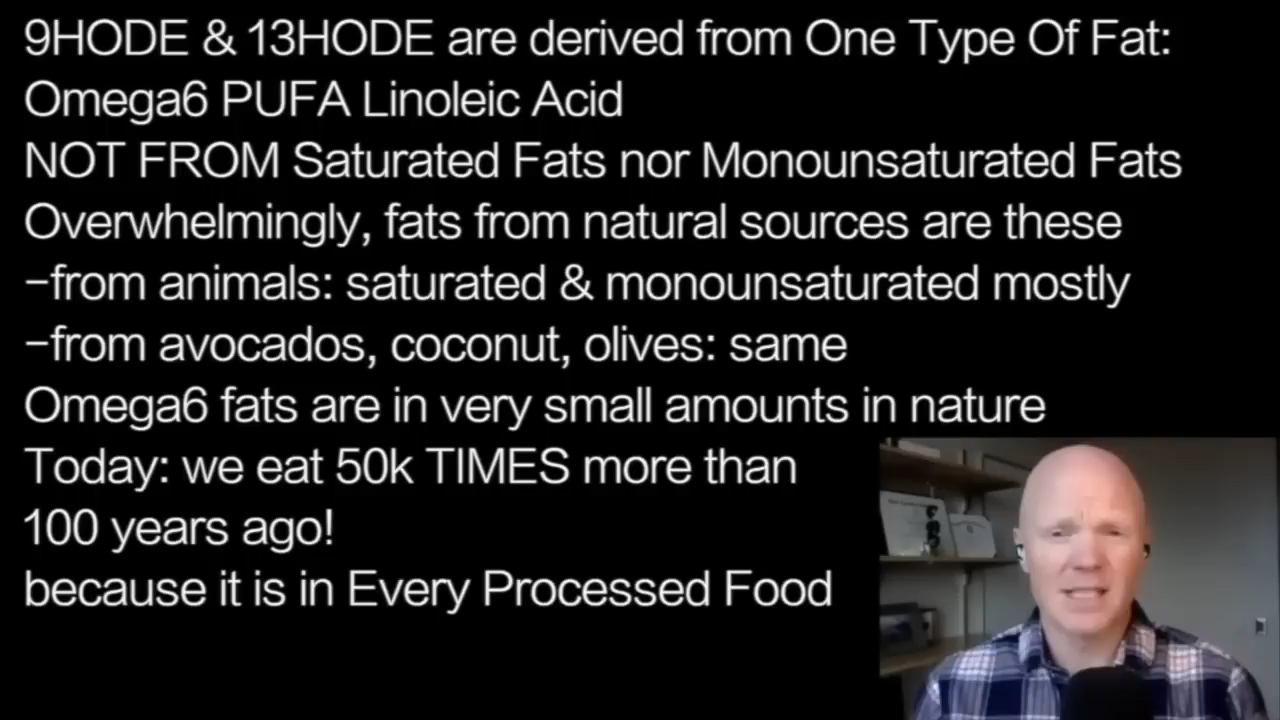 9HODE & 13HODE are derived from One Type Of Fat:
Omega6 PUFA Linoleic Acid
NOT FROM Saturated Fats nor Monounsaturated Fats
Overwhelmingly, fats from natural sources are these
−from animals: saturated & monounsaturated mostly
−from avocados, coconut, olives: same
Omega6 fats are in very small amounts in nature
Today: we eat 50k TIMES more than
100 years ago!
because it is in Every Processed Food